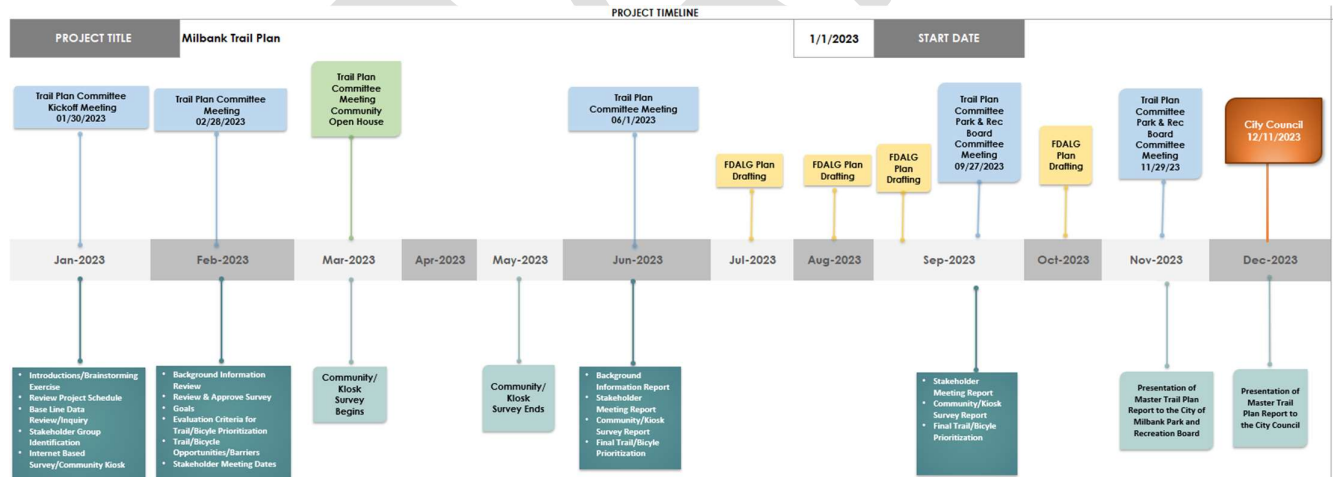 PROJECT TIMELINE
PROJECT TITLE
Milbank Trail Plan
1/1/2023
START DATE
Trail Plan Committee
Kickoff Meeting
01/30/2023
Trail Plan Committee
Meeting
02/28/2023
Trail Plan
Committee
Meeting
Community
Open House
Trail Plan
Committee Meeting
06/1/2023
FDALG Plan
Drafting
FDALG Plan
Drafting
FDALG
Plan
Drafting
Trail Plan
Committee
Park & Rec
Board
Committee
Meeting
09/27/2023
FDALG
Plan
Drafting
Trail Plan
Committee
Park & Rec
Board
Committee
Meeting
11/29/23
City Council
12/11/2023
Jan-2023
Feb-2023
Mar-2023
Apr-2023
May-2023
Jun-2023
Jul-2023
Aug-2023
Sep-2023
Oct-2023
Nov-2023
Dec-2023
• Introductions/Brainstorming
Exercise
• Review Project Schedule
• Base Line Data
Review/Inquiry
• Stakeholder Group
Identification
• Internet Based
Survey/Community Kiosk
• Background Information
Review
• Review & Approve Survey
• Goals
• Evaluation Criteria for
Trail/Bicyle Prioritization
• Trail/Bicycle
Opportunities/Barriers
• Stakeholder Meeting Dates
Community/
Kiosk
Survey
Begins
Community/
Kiosk
Survey Ends
• Background
Information Report
• Stakeholder
Meeting Report
• Community/Kiosk
Survey Report
• Final Trail/Bicyle
Prioritization
• Stakeholder
Meeting Report
• Community/Kiosk
Survey Report
• Final Trail/Bicyle
Prioritization
Presentation of
Master Trail Plan
Report to the City of
Milbank Park and
Recreation Board
Presentation of
Master Trail
Plan Report to
the City Council